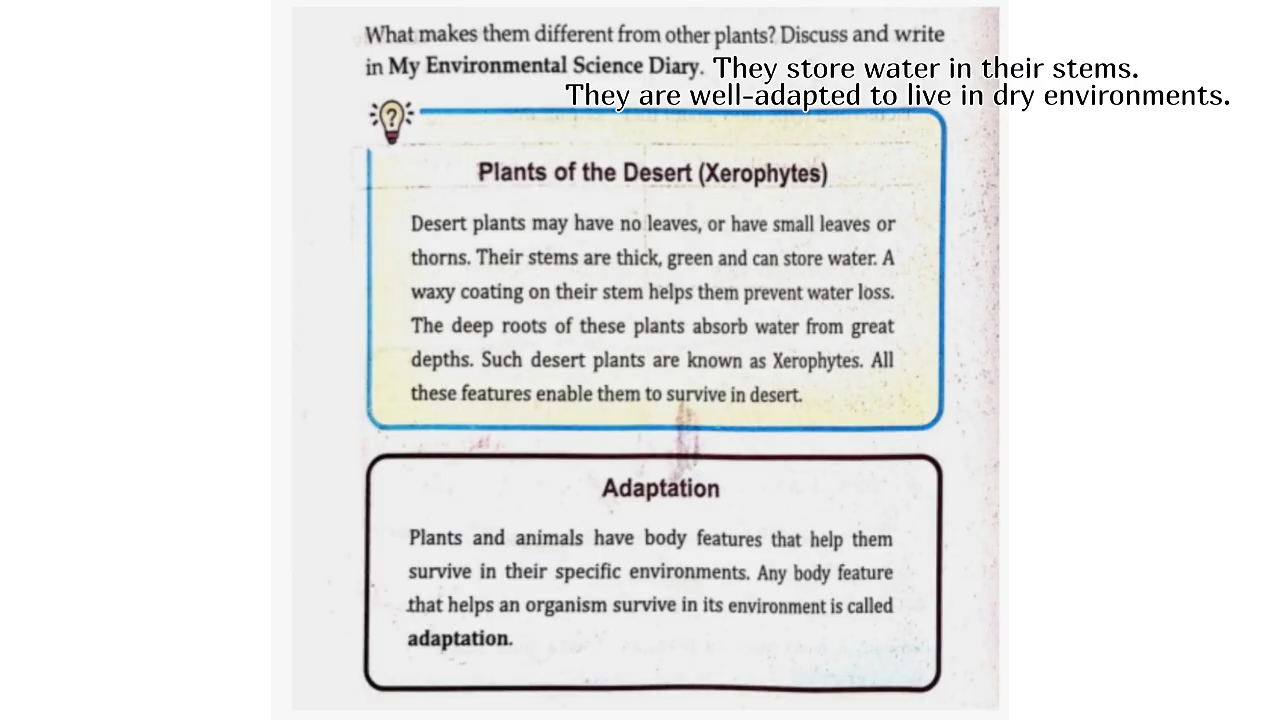 What makes them different from other plants? Discuss and write
in My Environmental Science Diary. They store water in their stems.
They are well-adapted to live in dry environments.
Plants of the Desert (Xerophytes)
Desert plants may have no leaves, or have small leaves or
thorns. Their stems are thick, green and can store water. A
waxy coating on their stem helps them prevent water loss.
The deep roots of these plants absorb water from great
depths. Such desert plants are known as Xerophytes. All
these features enable them to survive in desert.
Adaptation
Plants and animals have body features that help them
survive in their specific environments. Any body feature
that helps an organism survive in its environment is called
adaptation.